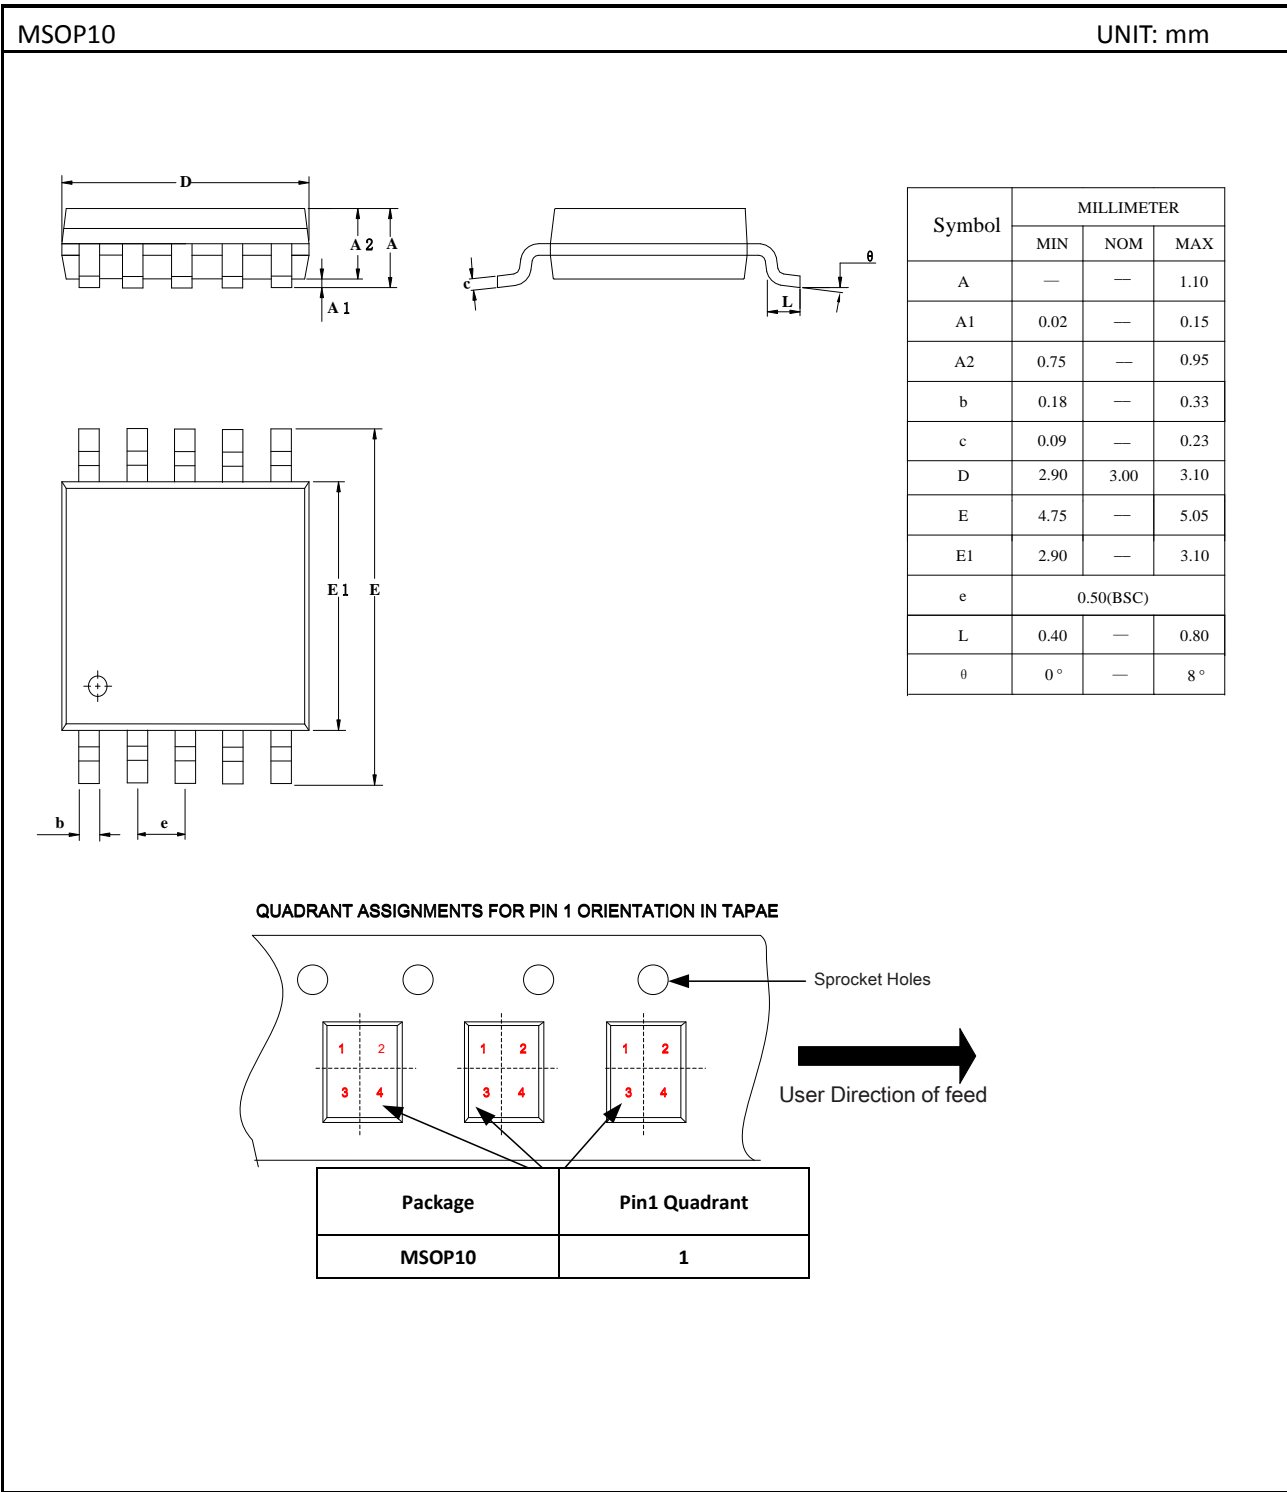 MSOP10 UNIT: mm
D
A 2 A
A 1
c
L
θ
Symbol MILLIMETER
MIN NOM MAX
A — — 1.10
A1 0.02 — 0.15
A2 0.75 — 0.95
b 0.18 — 0.33
c 0.09 — 0.23
D 2.90 3.00 3.10
E 4.75 — 5.05
E1 2.90 — 3.10
e 0.50(BSC)
L 0.40 — 0.80
θ 0° — 8°
E 1 E
b e
QUADRANT ASSIGNMENTS FOR PIN 1 ORIENTATION IN TAPAE
Sprocket Holes
1 2 1 2 1 2
3 4 3 4 3 4
User Direction of feed
Package Pin1 Quadrant
MSOP10 1